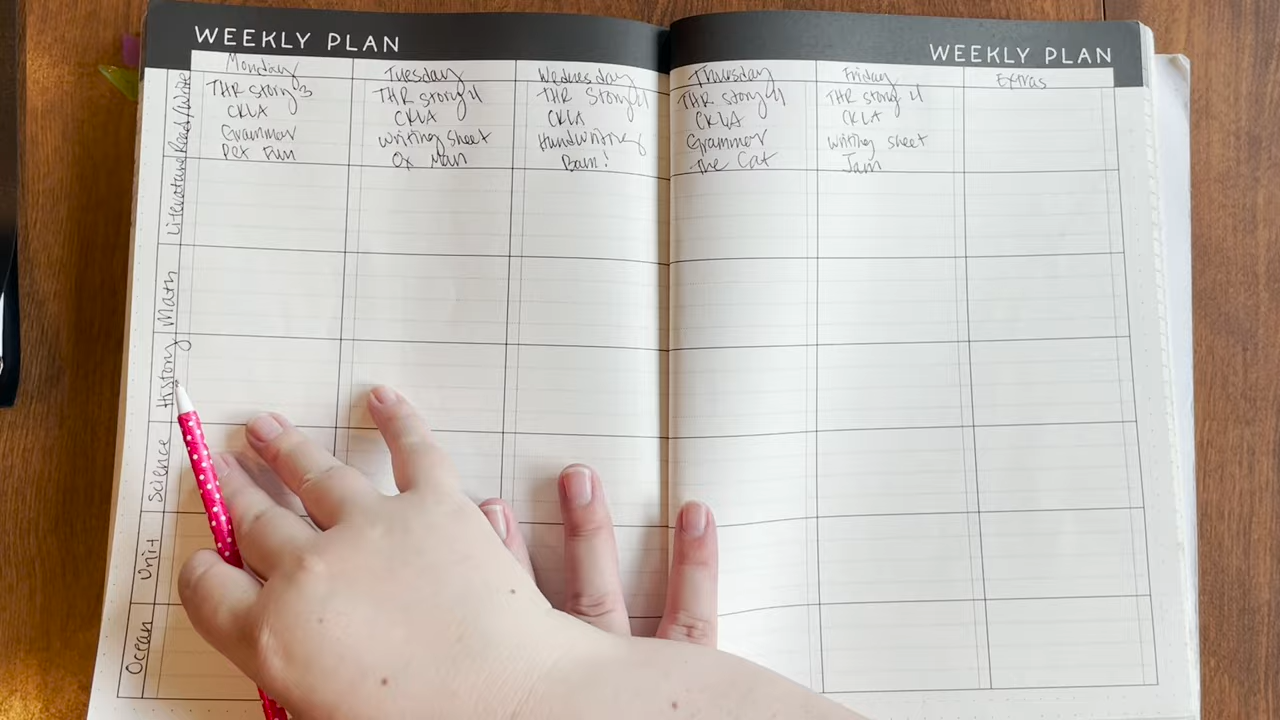 WEEKLY PLAN
WEEKLY PLAN
Monday Tuesday Wednesday Thursday Friday Extras
Read/Write
THR story 3
CKLA
Grammar
Pet Fun
THR story 4
CKLA
writing sheet
Ox Man
THR Story 4
CKLA
Handwriting
Bam!
THR story 4
CKLA
Grammar
The Cat
THR story 4
CKLA
writing sheet
Jam
Literature
Math
History
Science
Unit
Ocean